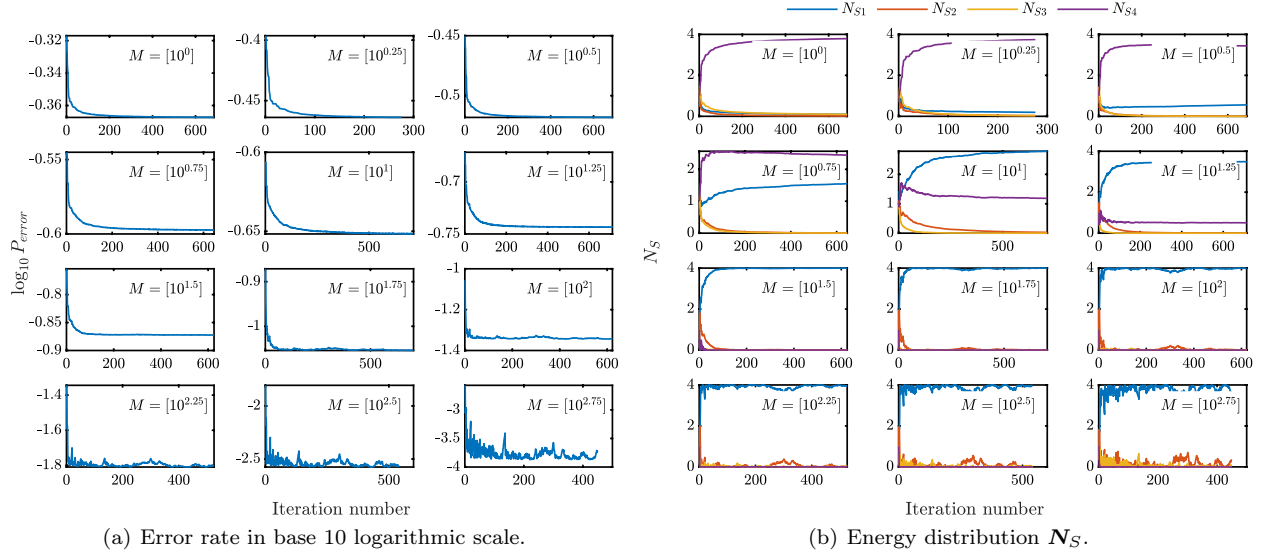 N_{S1} N_{S2} N_{S3} N_{S4}
−0.32 −0.34 −0.36
M = [10^0]
0 200 400 600
−0.4 −0.45
M = [10^{0.25}]
0 100 200 300
−0.45 −0.5
M = [10^{0.5}]
0 200 400 600
−0.55 −0.6
M = [10^{0.75}]
0 200 400 600
−0.6 −0.65
M = [10^1]
0 500
−0.7 −0.75
M = [10^{1.25}]
0 200 400 600
−0.8 −0.85 −0.9
M = [10^{1.5}]
0 200 400 600
−0.9 −1
M = [10^{1.75}]
0 500
−1 −1.2 −1.4
M = [10^2]
0 200 400 600
−1.4 −1.6 −1.8
M = [10^{2.25}]
0 200 400
−2 −2.5
M = [10^{2.5}]
0 200 400 600
−3 −3.5 −4
M = [10^{2.75}]
0 200 400
log_{10} P_{error}
Iteration number
(a) Error rate in base 10 logarithmic scale.
4 2 0
M = [10^0]
0 200 400 600
4 2 0
M = [10^{0.25}]
0 100 200 300
4 2 0
M = [10^{0.5}]
0 200 400 600
2 1 0
M = [10^{0.75}]
0 200 400 600
2 1 0
M = [10^1]
0 500
4 2 0
M = [10^{1.25}]
0 200 400 600
4 2 0
M = [10^{1.5}]
0 200 400 600
4 2 0
M = [10^{1.75}]
0 500
4 2 0
M = [10^2]
0 200 400 600
4 2 0
M = [10^{2.25}]
0 200 400
4 2 0
M = [10^{2.5}]
0 200 400 600
4 2 0
M = [10^{2.75}]
0 200 400
N_S
Iteration number
(b) Energy distribution N_S.